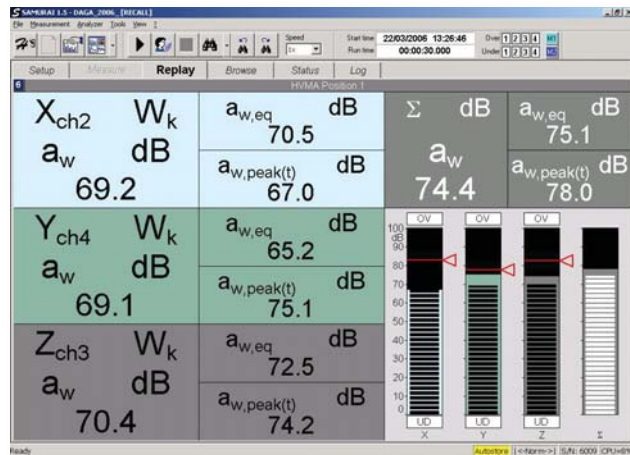 SAMURAI 1.5 - DAGA_2006_ [RECALL]
File Measurement Analyzer Tools View ?
Speed
1x
Start time 22/03/2006 13:26:46
Run time 00:00:30.000
Over 1 2 3 4 M1
Under 1 2 3 4 M2
Setup Measure Replay Browse Status Log
6 HVMA Position 1
Xch2 Wk
aw dB
69.2
aw,eq dB
70.5
aw,peak(t)
67.0
Σ dB
aw
74.4
aw,eq dB
75.1
aw,peak(t) dB
78.0
Ych4 Wk
aw dB
69.1
aw,eq dB
65.2
aw,peak(t) dB
75.1
Zch3 Wk
aw dB
70.4
aw,eq dB
72.5
aw,peak(t) dB
74.2
OV OV OV
100
dB
90
80
70
60
50
40
30
20
10
0
UD UD UD
X Y Z Σ
Ready
Autostore [<-Norm->] S/N: 6009 CPU=8%